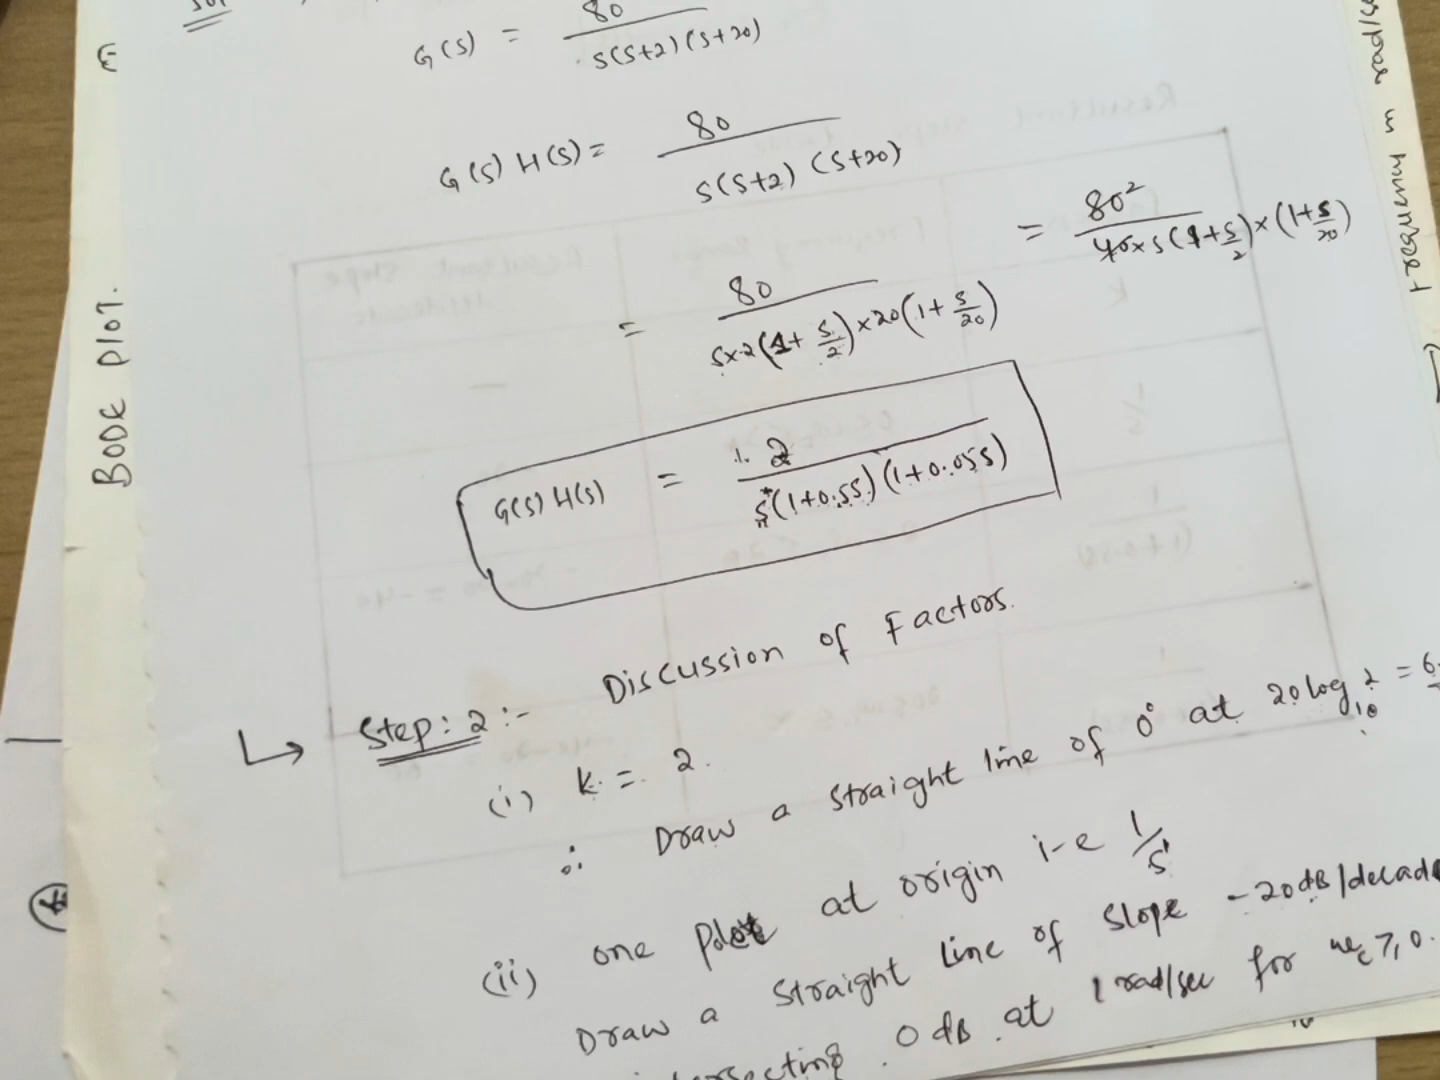 Sol
G(S) = 80 / S(S+2)(S+20)
G(S) H(S) = 80 / S(S+2) (S+20)
= 80 / S×2(1+ S/2)×20(1+ S/20)
= 80² / 40×S(1+S/2)×(1+S/20)
G(S) H(S) = 2 / S(1+0.5S)(1+0.05S)
Step:2 :- Discussion of Factors.
(i) K = 2.
∴ Draw a straight line of 0° at 20 log₁₀ 2 = 6.
(ii) one pole at origin i-e 1/S
Draw a straight line of slope -20dB/decade
intersecting 0 dB at 1 rad/sec for
BODE PLOT.